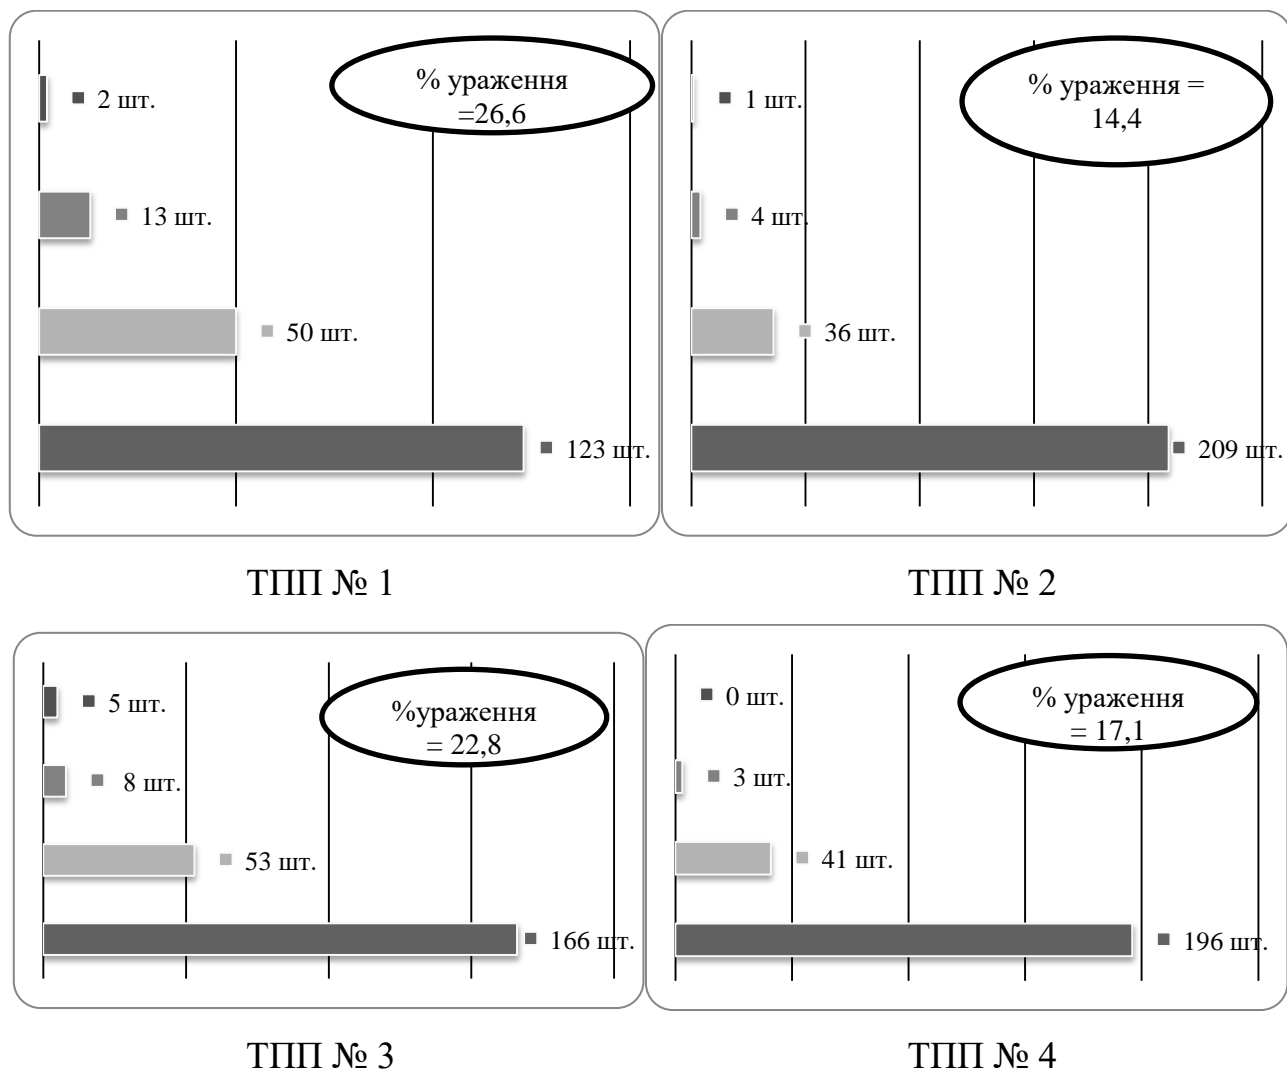 % ураження
=26,6
2 шт.
13 шт.
50 шт.
123 шт.
ТПП № 1
% ураження =
14,4
1 шт.
4 шт.
36 шт.
209 шт.
ТПП № 2
%ураження
= 22,8
5 шт.
8 шт.
53 шт.
166 шт.
ТПП № 3
% ураження
= 17,1
0 шт.
3 шт.
41 шт.
196 шт.
ТПП № 4